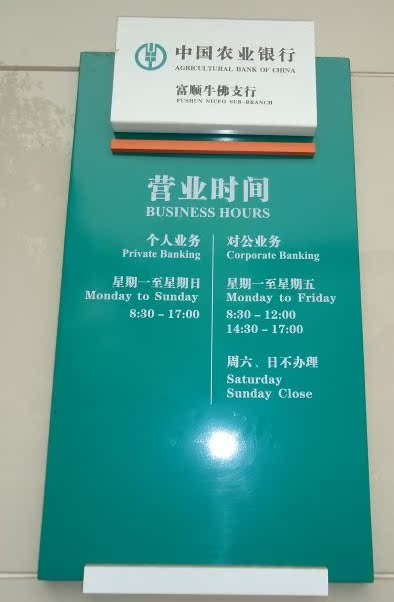 中国农业银行
AGRICULTURAL BANK OF CHINA
富顺牛佛支行
FUSHUN NIUFO SUB-BRANCH
营业时间
BUSINESS HOURS
个人业务
Private Banking
星期一至星期日
Monday to Sunday
8:30 - 17:00
对公业务
Corporate Banking
星期一至星期五
Monday to Friday
8:30 - 12:00
14:30 - 17:00
周六、日不办理
Saturday
Sunday Close